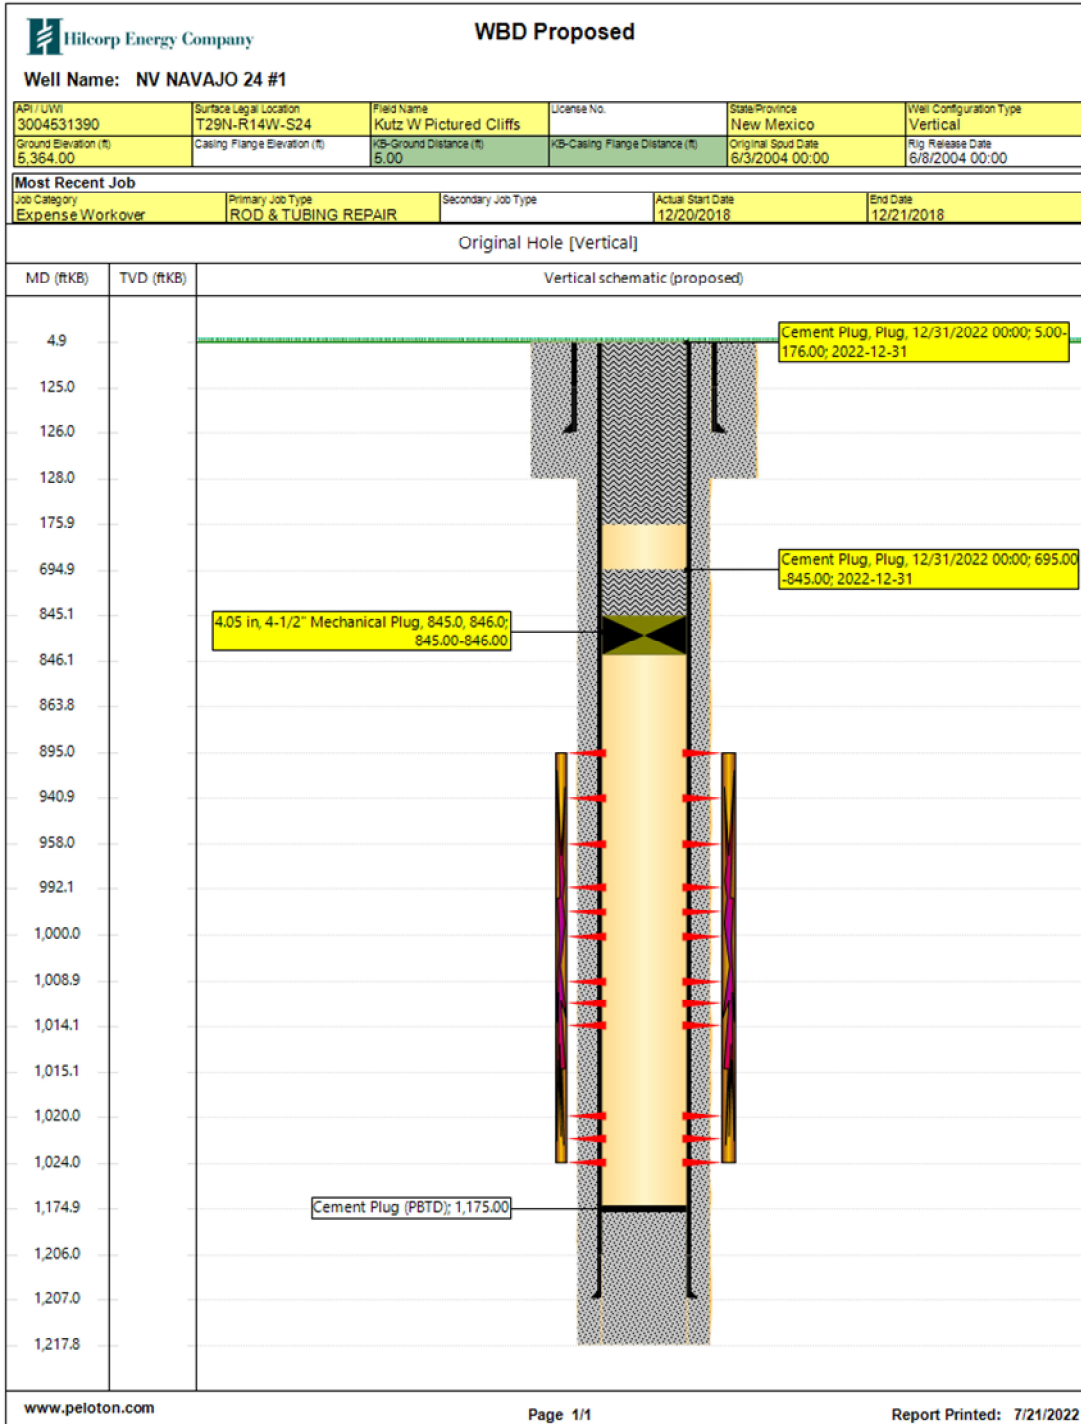 WBD Proposed
Hilcorp Energy Company
Well Name: NV NAVAJO 24 #1
API / UWI
3004531390
Surface Legal Location
T29N-R14W-S24
Field Name
Kutz W Pictured Cliffs
License No.
State/Province
New Mexico
Well Configuration Type
Vertical
Ground Elevation (ft)
5,364.00
Casing Flange Elevation (ft)
KB-Ground Distance (ft)
5.00
KB-Casing Flange Distance (ft)
Original Spud Date
6/3/2004 00:00
Rig Release Date
6/8/2004 00:00
Most Recent Job
Job Category
Expense Workover
Primary Job Type
ROD & TUBING REPAIR
Secondary Job Type
Actual Start Date
12/20/2018
End Date
12/21/2018
Original Hole [Vertical]
MD (ftKB)
TVD (ftKB)
Vertical schematic (proposed)
4.9
Cement Plug, Plug, 12/31/2022 00:00; 5.00-
176.00; 2022-12-31
125.0
126.0
128.0
175.9
694.9
Cement Plug, Plug, 12/31/2022 00:00; 695.00
-845.00; 2022-12-31
845.1
4.05 in, 4-1/2" Mechanical Plug, 845.0, 846.0;
845.00-846.00
846.1
863.8
895.0
940.9
958.0
992.1
1,000.0
1,008.9
1,014.1
1,015.1
1,020.0
1,024.0
1,174.9
Cement Plug (PBTD); 1,175.00
1,206.0
1,207.0
1,217.8
www.peloton.com
Page 1/1
Report Printed: 7/21/2022